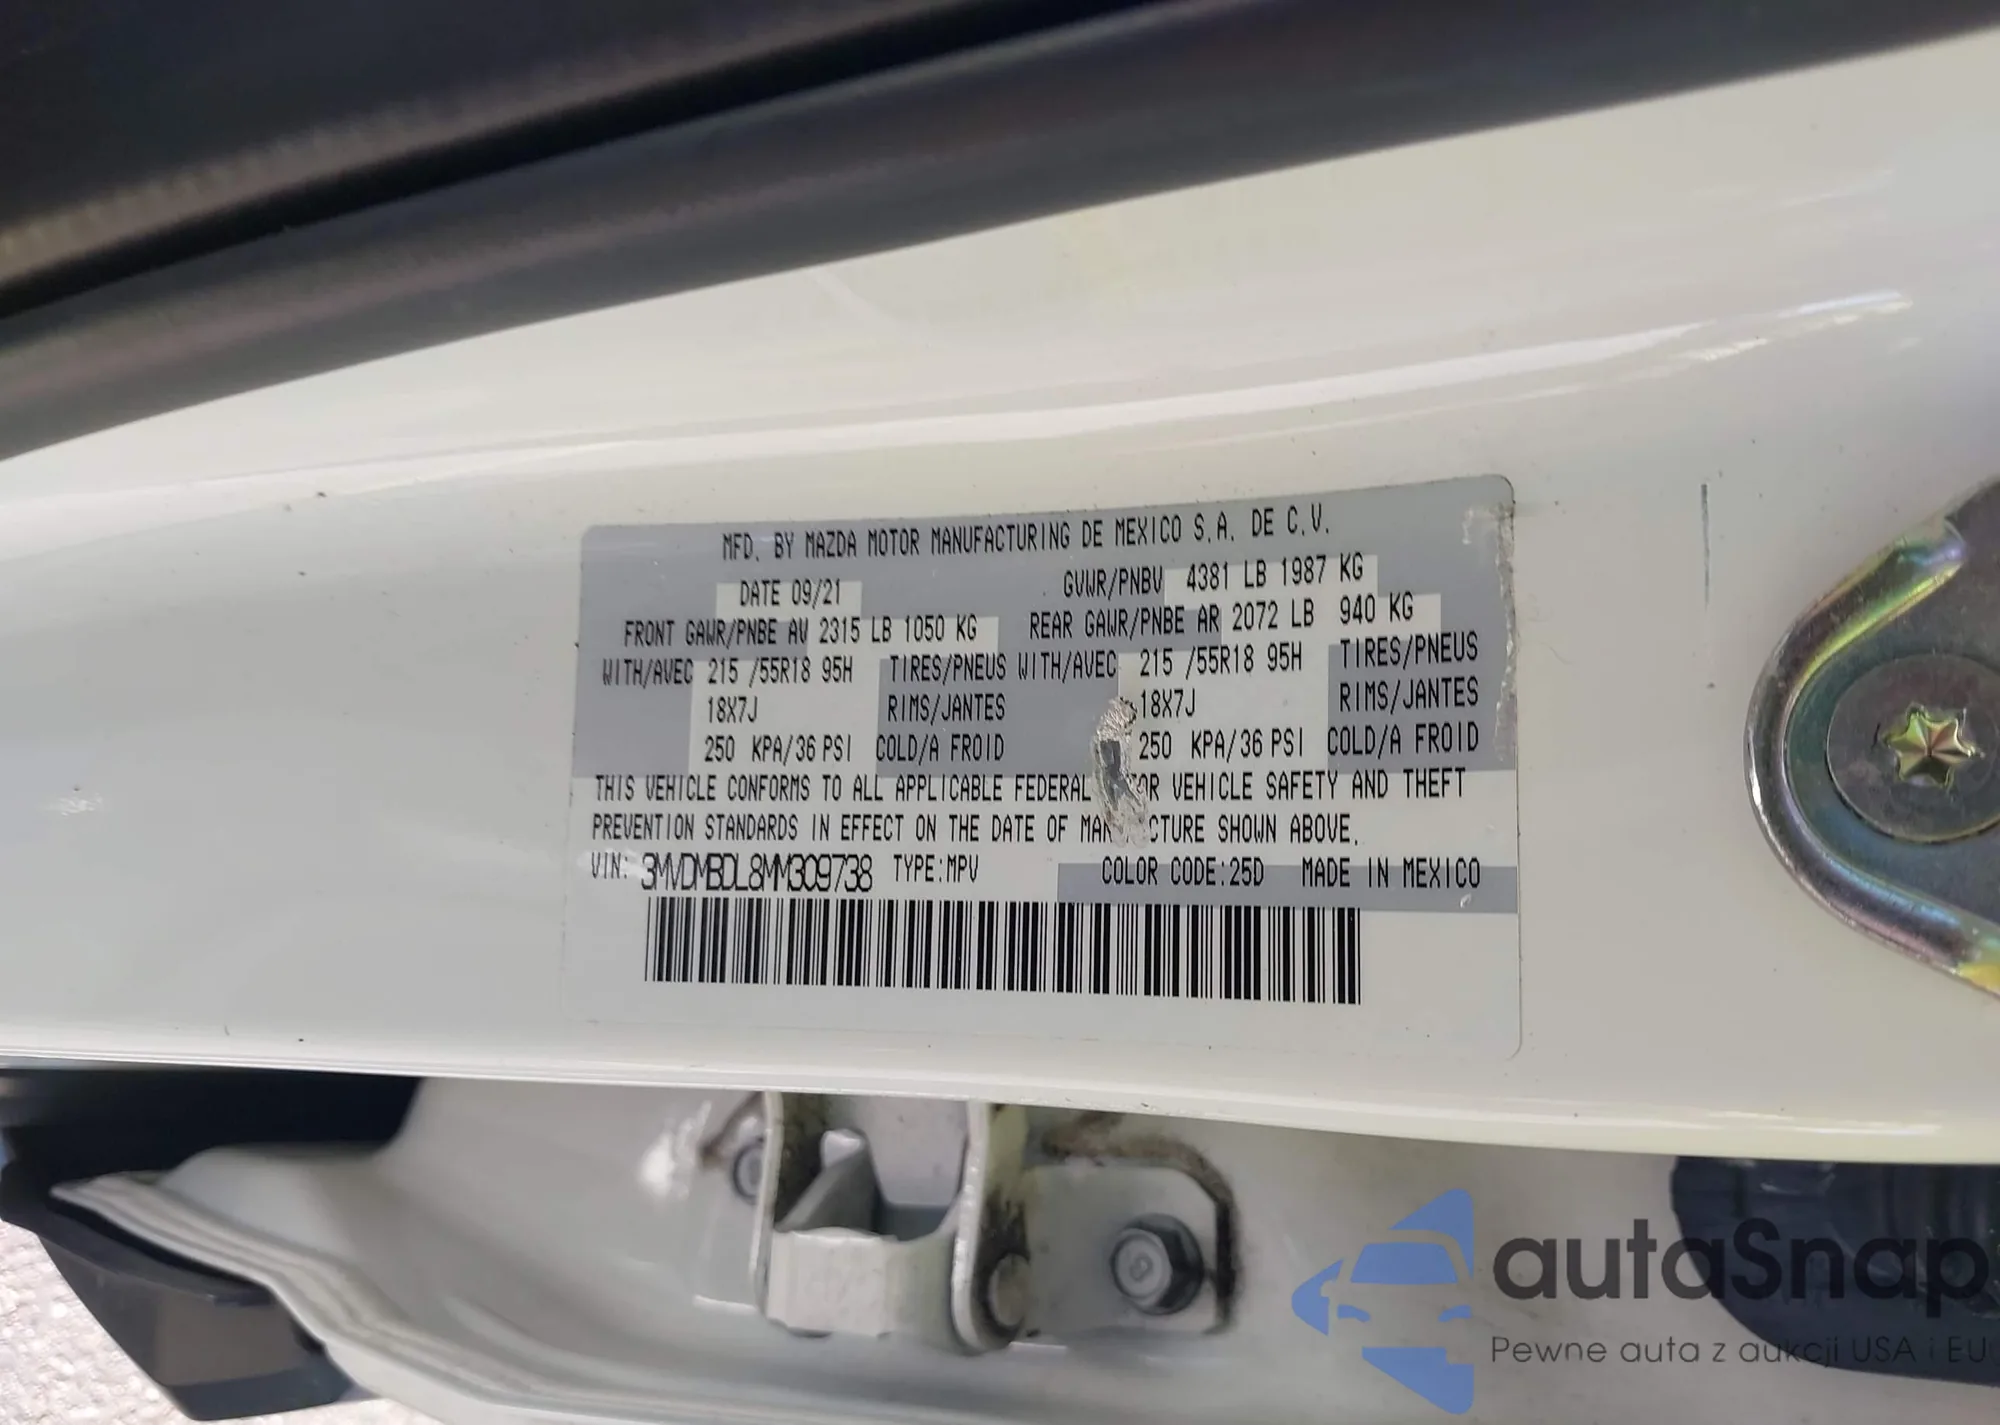 MFD. BY MAZDA MOTOR MANUFACTURING DE MEXICO S.A. DE C.V.
DATE 09/21 GVWR/PNBV 4381 LB 1987 KG
FRONT GAWR/PNBE AV 2315 LB 1050 KG REAR GAWR/PNBE AR 2072 LB 940 KG
WITH/AVEC 215 /55R18 95H TIRES/PNEUS WITH/AVEC 215 /55R18 95H TIRES/PNEUS
18X7J RIMS/JANTES 18X7J RIMS/JANTES
250 KPA/36 PSI COLD/A FROID 250 KPA/36 PSI COLD/A FROID
THIS VEHICLE CONFORMS TO ALL APPLICABLE FEDERAL VEHICLE SAFETY AND THEFT
PREVENTION STANDARDS IN EFFECT ON THE DATE OF SHOWN ABOVE.
VIN: 3MVDMBDL8MM309738 TYPE:MPV COLOR CODE:25D MADE IN MEXICO
autaSnap
Pewne auta z aukcji USA i EU